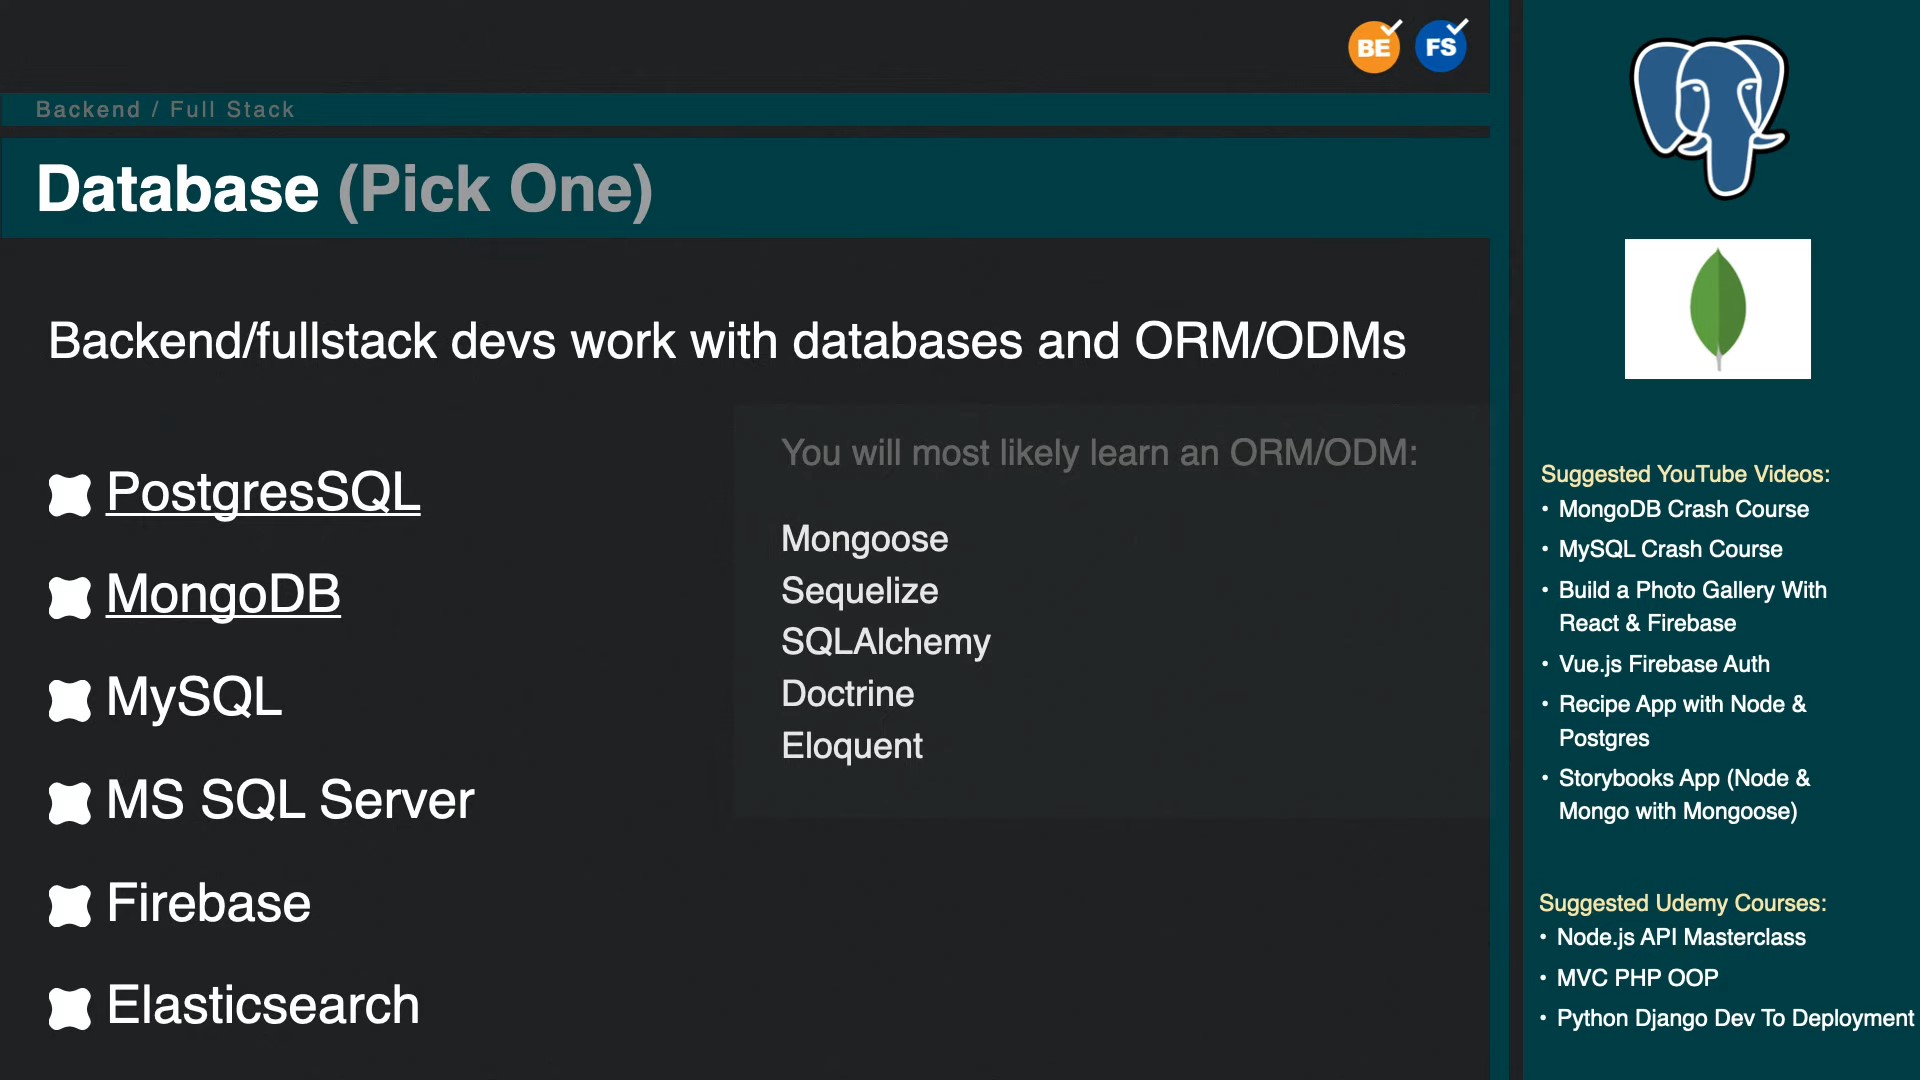 BE FS
Backend / Full Stack
Database (Pick One)
Backend/fullstack devs work with databases and ORM/ODMs
PostgresSQL
MongoDB
MySQL
MS SQL Server
Firebase
Elasticsearch
You will most likely learn an ORM/ODM:
Mongoose
Sequelize
SQLAlchemy
Doctrine
Eloquent
Suggested YouTube Videos:
• MongoDB Crash Course
• MySQL Crash Course
• Build a Photo Gallery With
React & Firebase
• Vue.js Firebase Auth
• Recipe App with Node &
Postgres
• Storybooks App (Node &
Mongo with Mongoose)
Suggested Udemy Courses:
• Node.js API Masterclass
• MVC PHP OOP
• Python Django Dev To Deployment